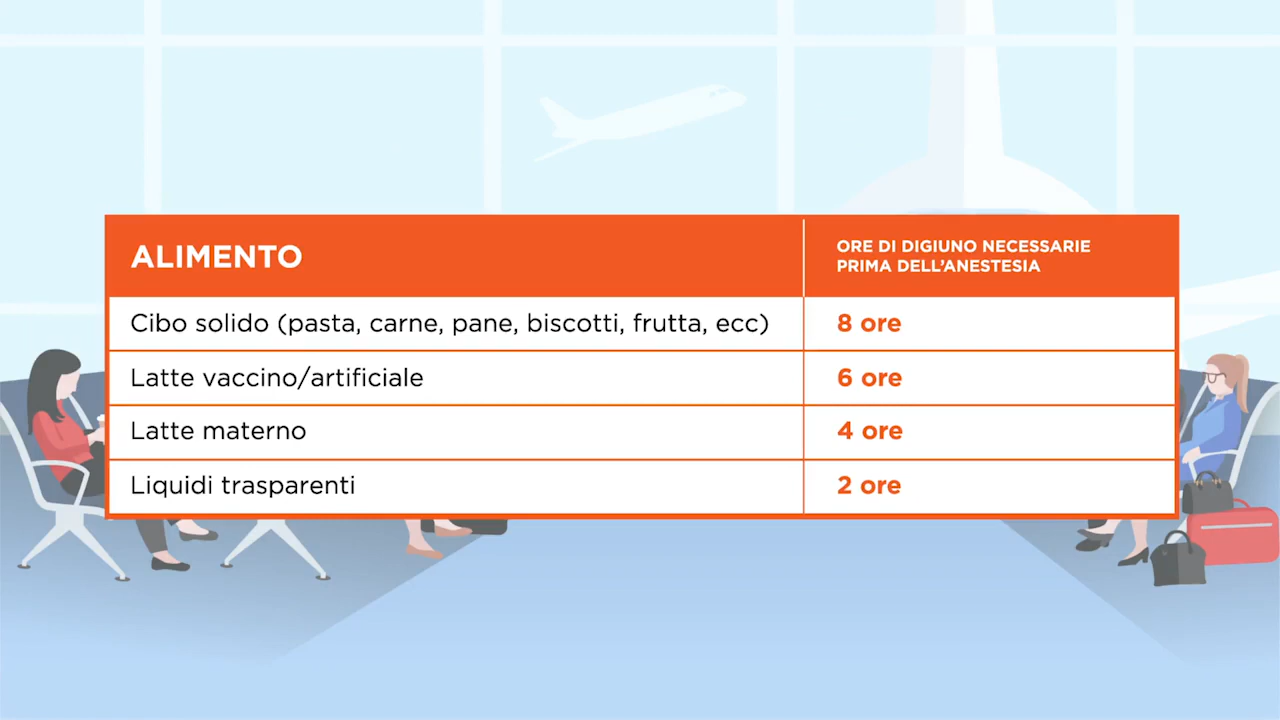 ALIMENTO
ORE DI DIGIUNO NECESSARIE
PRIMA DELL'ANESTESIA
Cibo solido (pasta, carne, pane, biscotti, frutta, ecc)
8 ore
Latte vaccino/artificiale
6 ore
Latte materno
4 ore
Liquidi trasparenti
2 ore